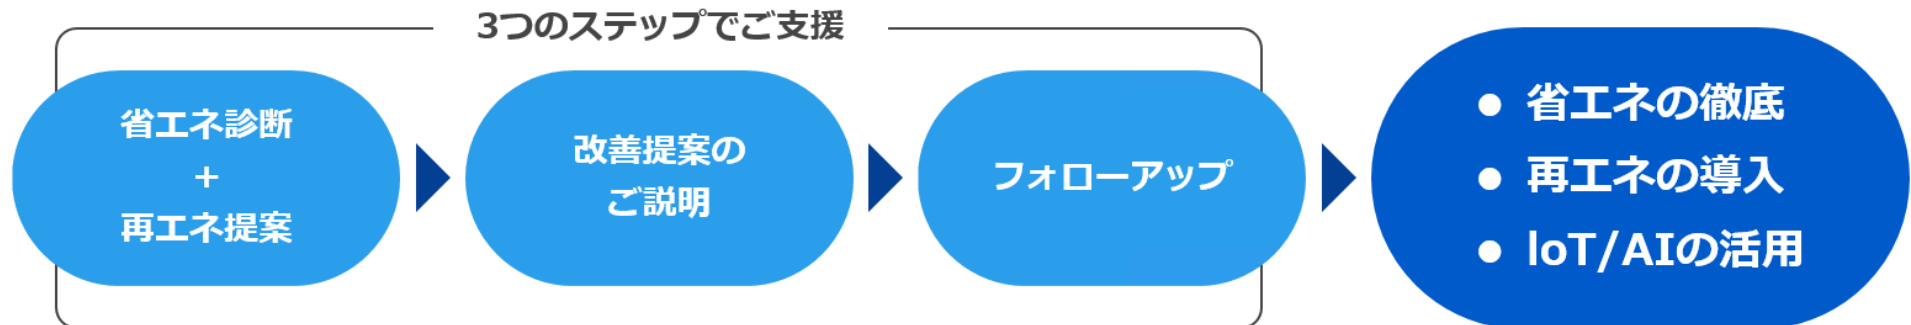 3つのステップでご支援
省エネ診断
+
再エネ提案
改善提案の
ご説明
フォローアップ
● 省エネの徹底
● 再エネの導入
● IoT/AIの活用